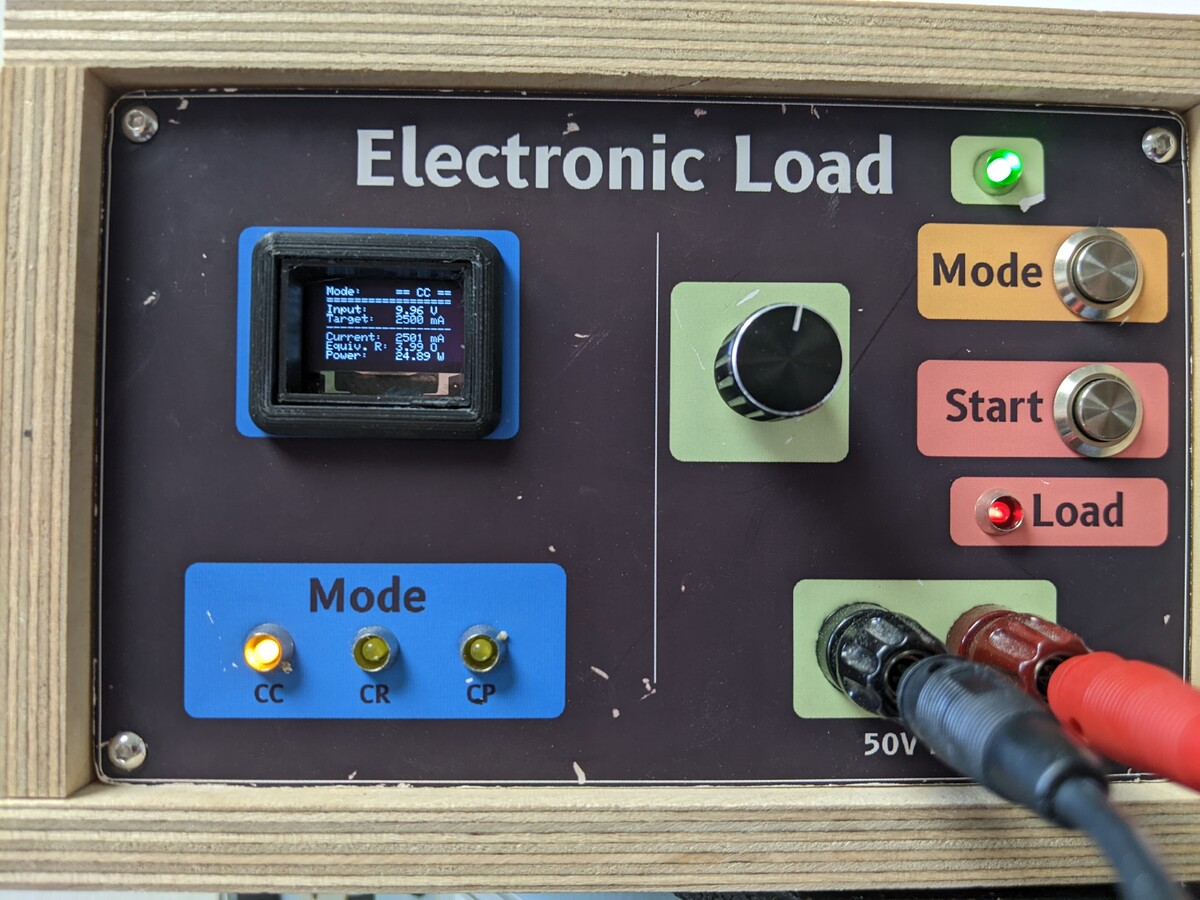 Electronic Load
Mode: == CC ==
Input: 9.96 V
Target: 2500 mA
Current: 2501 mA
Equiv. R: 3.99 O
Power: 24.89 W
Mode
Start
Load
Mode
CC CR CP
50V